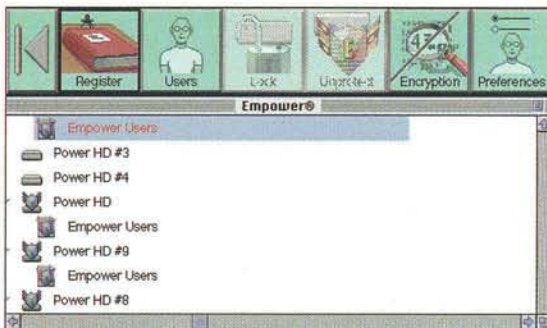 Register Users Lock Unprotect Encryption Preferences
Empower®
Empower Users
Power HD #3
Power HD #4
Power HD
Empower Users
Power HD #9
Empower Users
Power HD #8